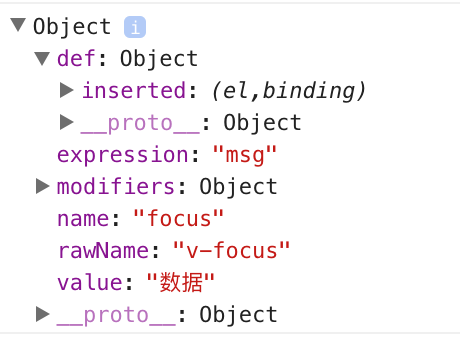 Object i
def: Object
inserted: (el,binding)
__proto__: Object
expression: "msg"
modifiers: Object
name: "focus"
rawName: "v-focus"
value: "数据"
__proto__: Object